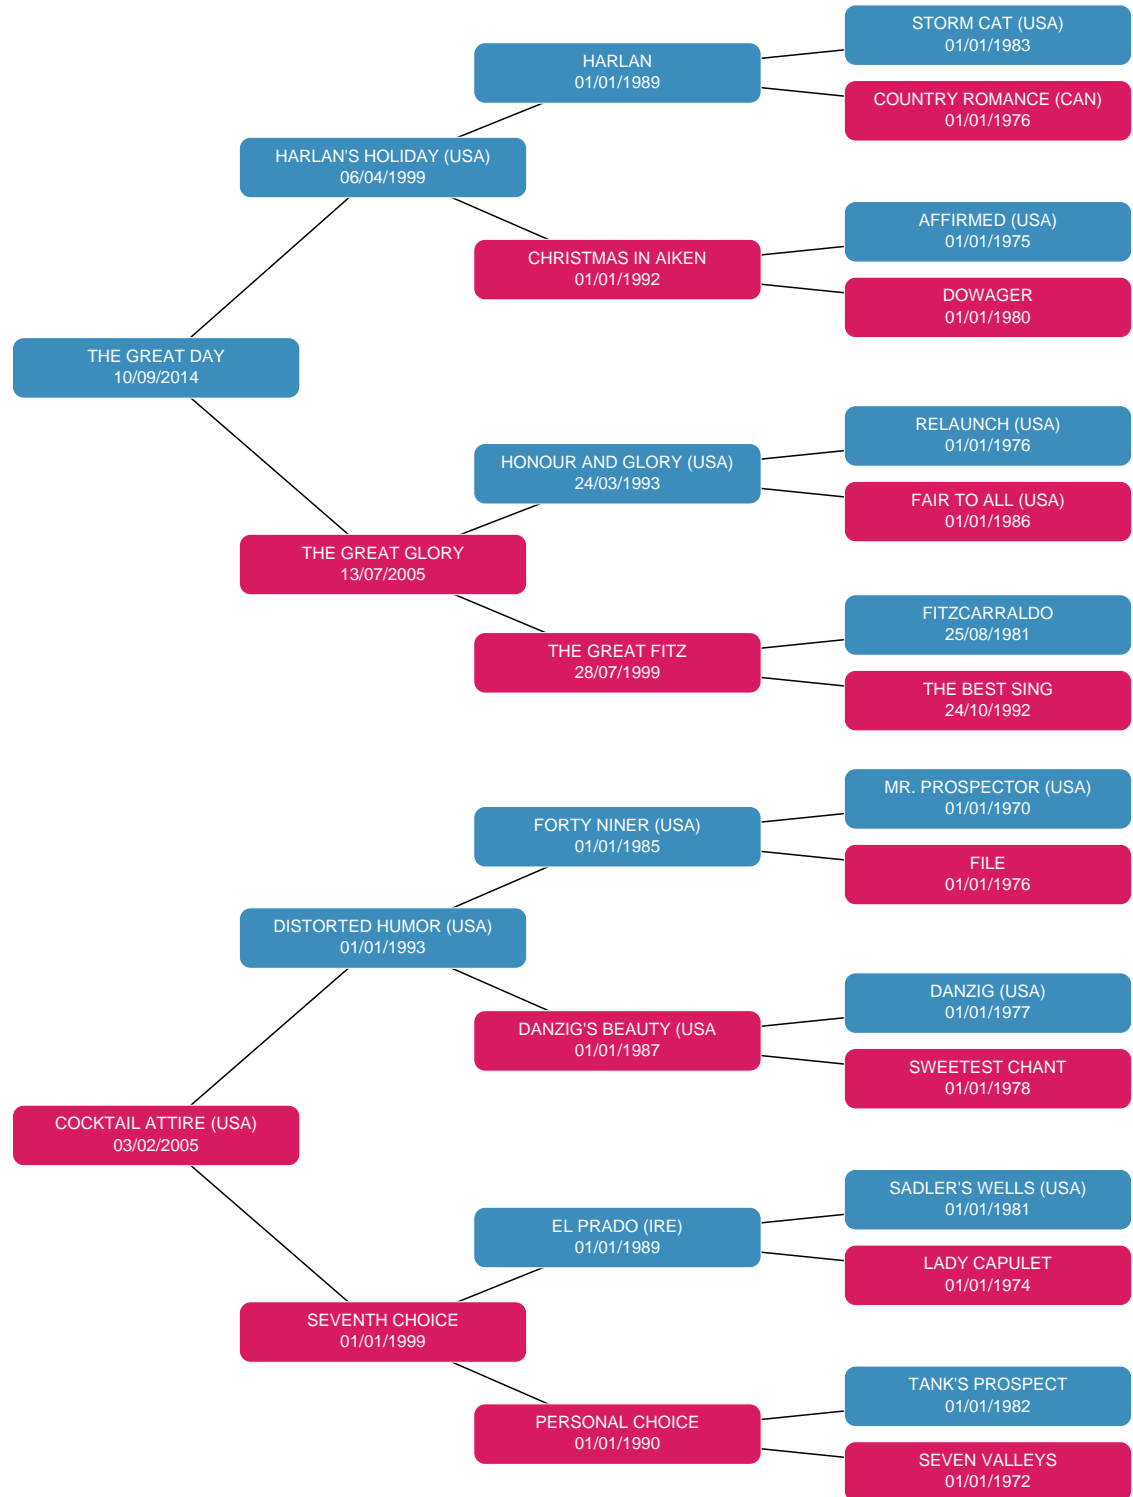 STORM CAT (USA)
01/01/1983
HARLAN
01/01/1989
COUNTRY ROMANCE (CAN)
01/01/1976
HARLAN'S HOLIDAY (USA)
06/04/1999
AFFIRMED (USA)
01/01/1975
CHRISTMAS IN AIKEN
01/01/1992
DOWAGER
01/01/1980
THE GREAT DAY
10/09/2014
RELAUNCH (USA)
01/01/1976
HONOUR AND GLORY (USA)
24/03/1993
FAIR TO ALL (USA)
01/01/1986
THE GREAT GLORY
13/07/2005
FITZCARRALDO
25/08/1981
THE GREAT FITZ
28/07/1999
THE BEST SING
24/10/1992
MR. PROSPECTOR (USA)
01/01/1970
FORTY NINER (USA)
01/01/1985
FILE
01/01/1976
DISTORTED HUMOR (USA)
01/01/1993
DANZIG (USA)
01/01/1977
DANZIG'S BEAUTY (USA
01/01/1987
SWEETEST CHANT
01/01/1978
COCKTAIL ATTIRE (USA)
03/02/2005
SADLER'S WELLS (USA)
01/01/1981
EL PRADO (IRE)
01/01/1989
LADY CAPULET
01/01/1974
SEVENTH CHOICE
01/01/1999
TANK'S PROSPECT
01/01/1982
PERSONAL CHOICE
01/01/1990
SEVEN VALLEYS
01/01/1972